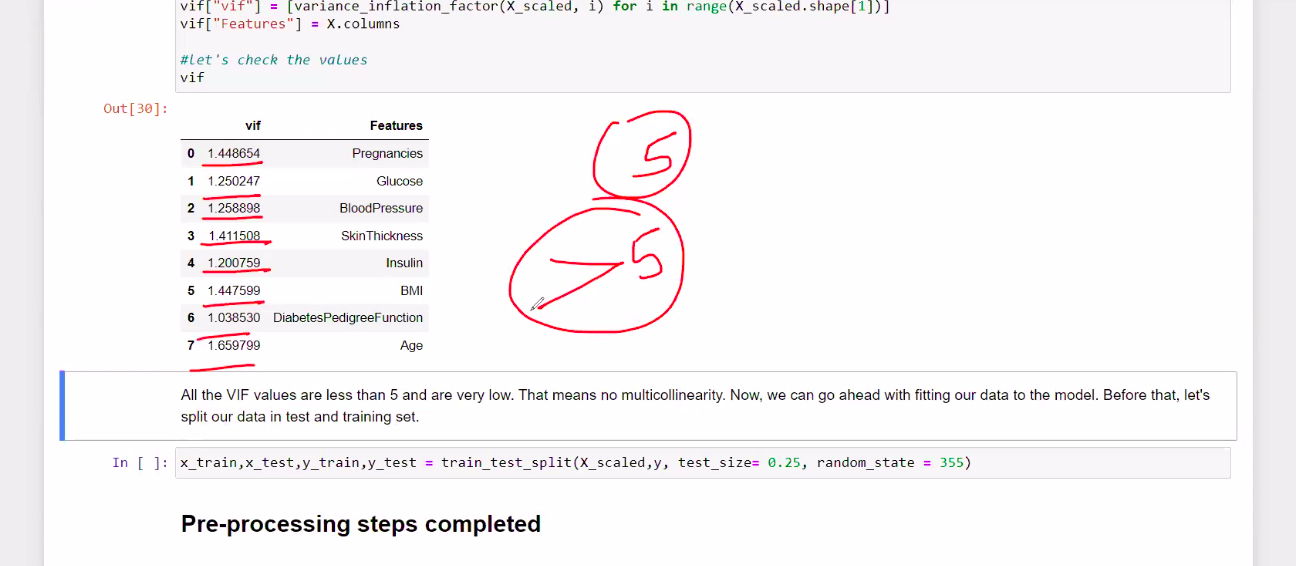 vif["vif"] = [variance_inflation_factor(X_scaled, i) for i in range(X_scaled.shape[1])]
vif["Features"] = X.columns
#let's check the values
vif
Out[30]:
vif Features
0 1.448654 Pregnancies
1 1.250247 Glucose
2 1.258898 BloodPressure
3 1.411508 SkinThickness
4 1.200759 Insulin
5 1.447599 BMI
6 1.038530 DiabetesPedigreeFunction
7 1.659799 Age
5
>5
All the VIF values are less than 5 and are very low. That means no multicollinearity. Now, we can go ahead with fitting our data to the model. Before that, let's
split our data in test and training set.
In [ ]: x_train,x_test,y_train,y_test = train_test_split(X_scaled,y, test_size= 0.25, random_state = 355)
Pre-processing steps completed